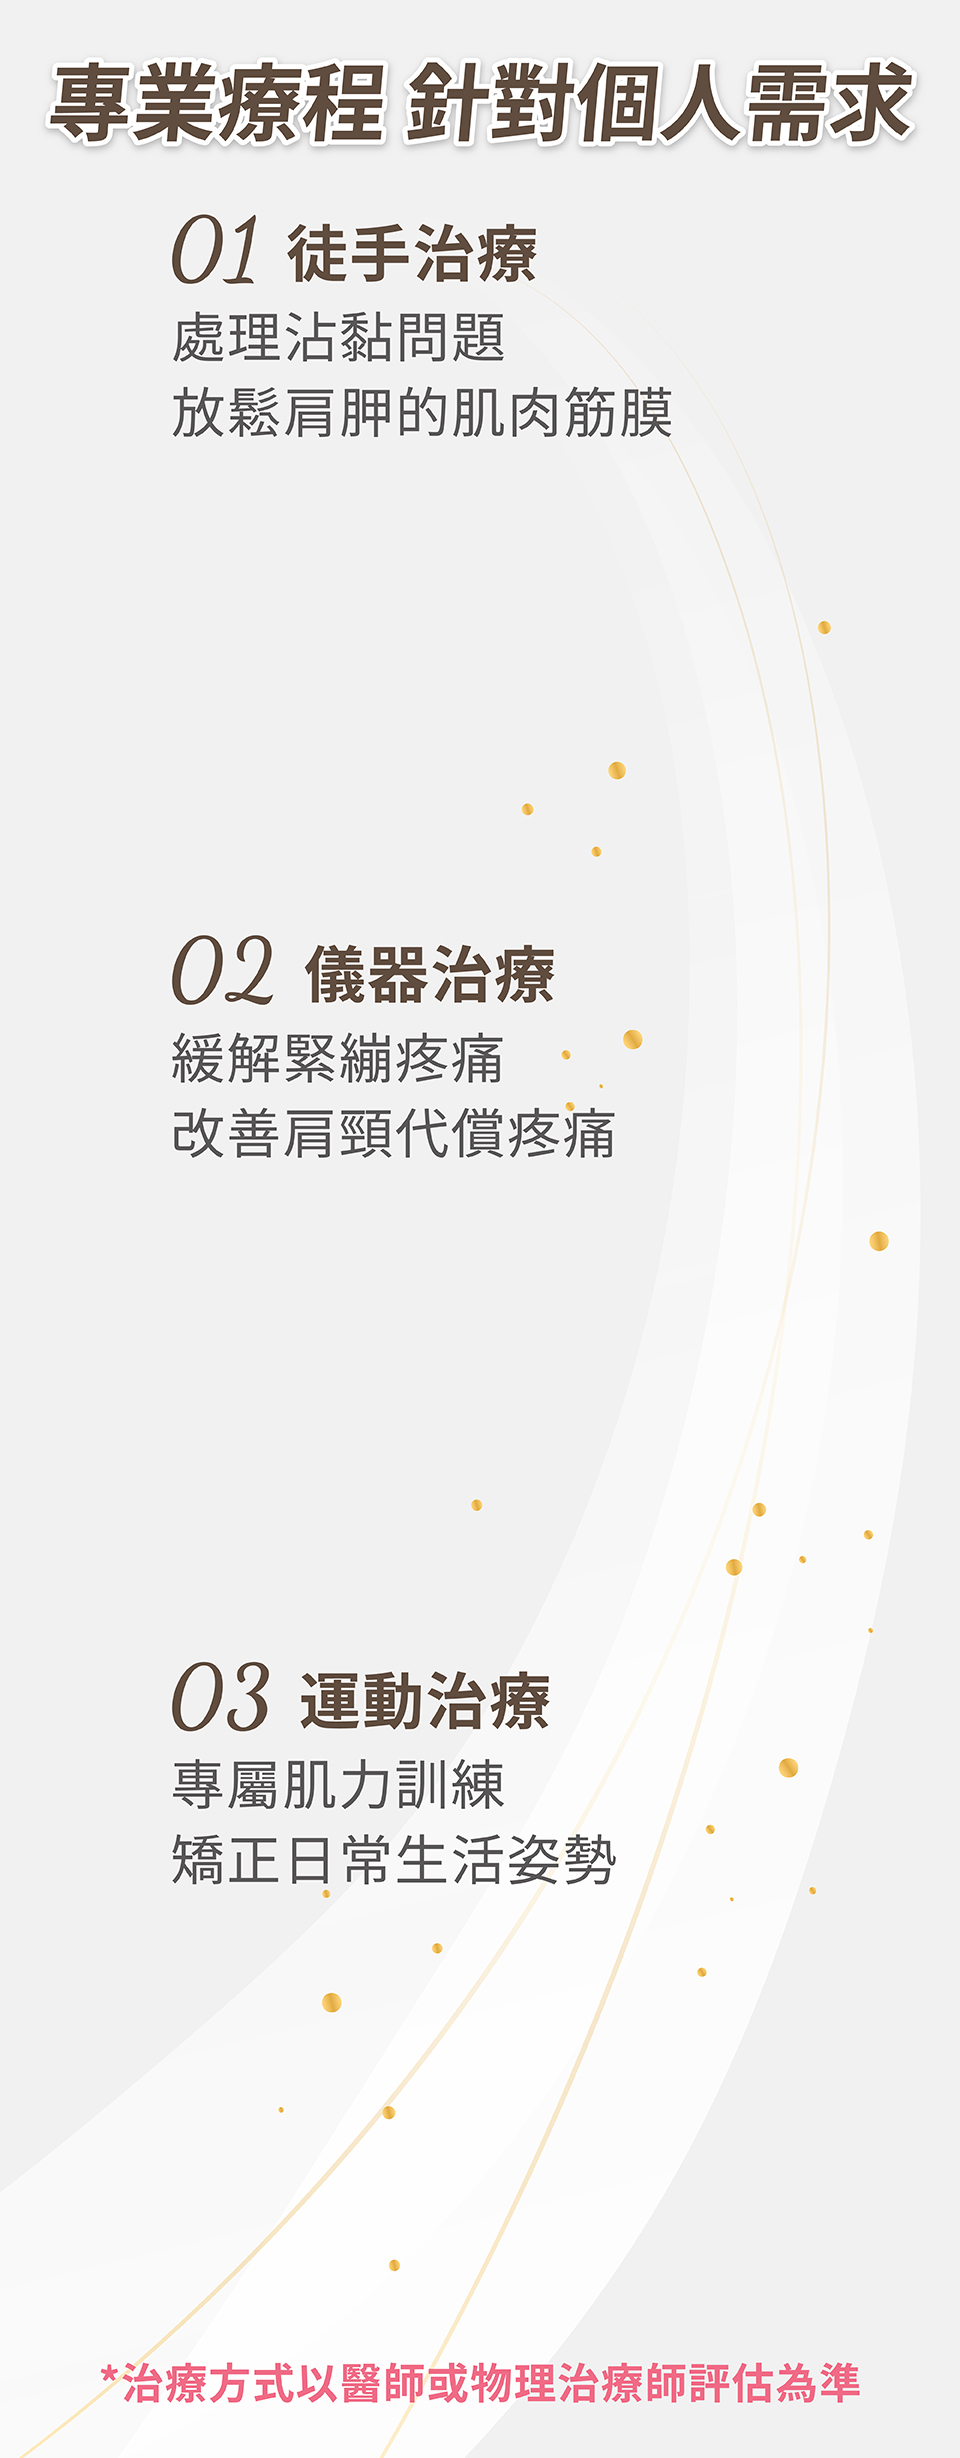 專業療程 針對個人需求
01 徒手治療
處理沾黏問題
放鬆肩胛的肌肉筋膜
02 儀器治療
緩解緊繃疼痛
改善肩頸代償疼痛
03 運動治療
專屬肌力訓練
矯正日常生活姿勢
*治療方式以醫師或物理治療師評估為準